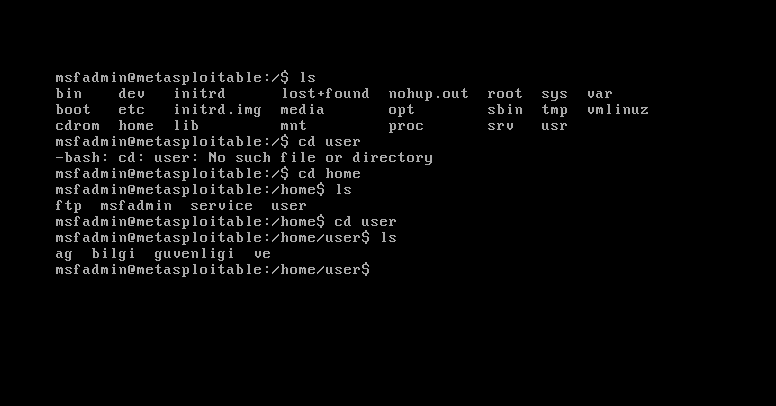 msfadmin@metasploitable:/$ ls
bin    dev   initrd      lost+found  nohup.out  root  sys  var
boot   etc   initrd.img  media       opt        sbin  tmp  vmlinuz
cdrom  home  lib         mnt         proc       srv   usr
msfadmin@metasploitable:/$ cd user
-bash: cd: user: No such file or directory
msfadmin@metasploitable:/$ cd home
msfadmin@metasploitable:/home$ ls
ftp  msfadmin  service  user
msfadmin@metasploitable:/home$ cd user
msfadmin@metasploitable:/home/user$ ls
ag  bilgi  guvenligi  ve
msfadmin@metasploitable:/home/user$